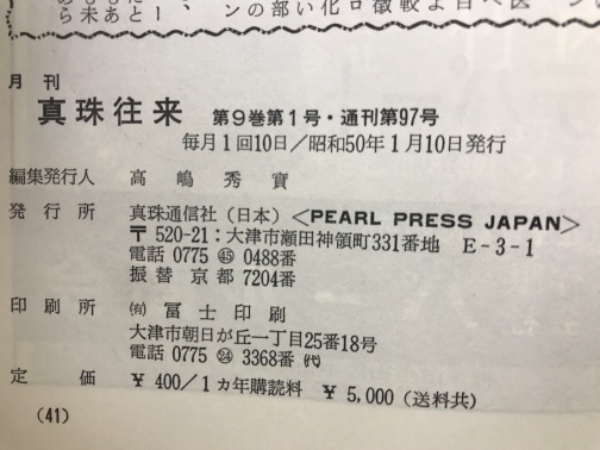 月刊
真珠往来 第9巻第1号・通刊第97号
毎月1回10日／昭和50年1月10日発行
編集発行人 高嶋秀實
発行所 真珠通信社（日本）＜PEARL PRESS JAPAN＞
〒520-21：大津市瀬田神領町331番地 E-3-1
電話 0775 ㊺ 0488番
振替 京都 7204番
印刷所 ㈲ 冨士印刷
大津市朝日が丘一丁目25番18号
電話 0775 ㉔ 3368番 ㈹
定価 ￥400/1カ年購読料 ￥5,000（送料共）
(41)